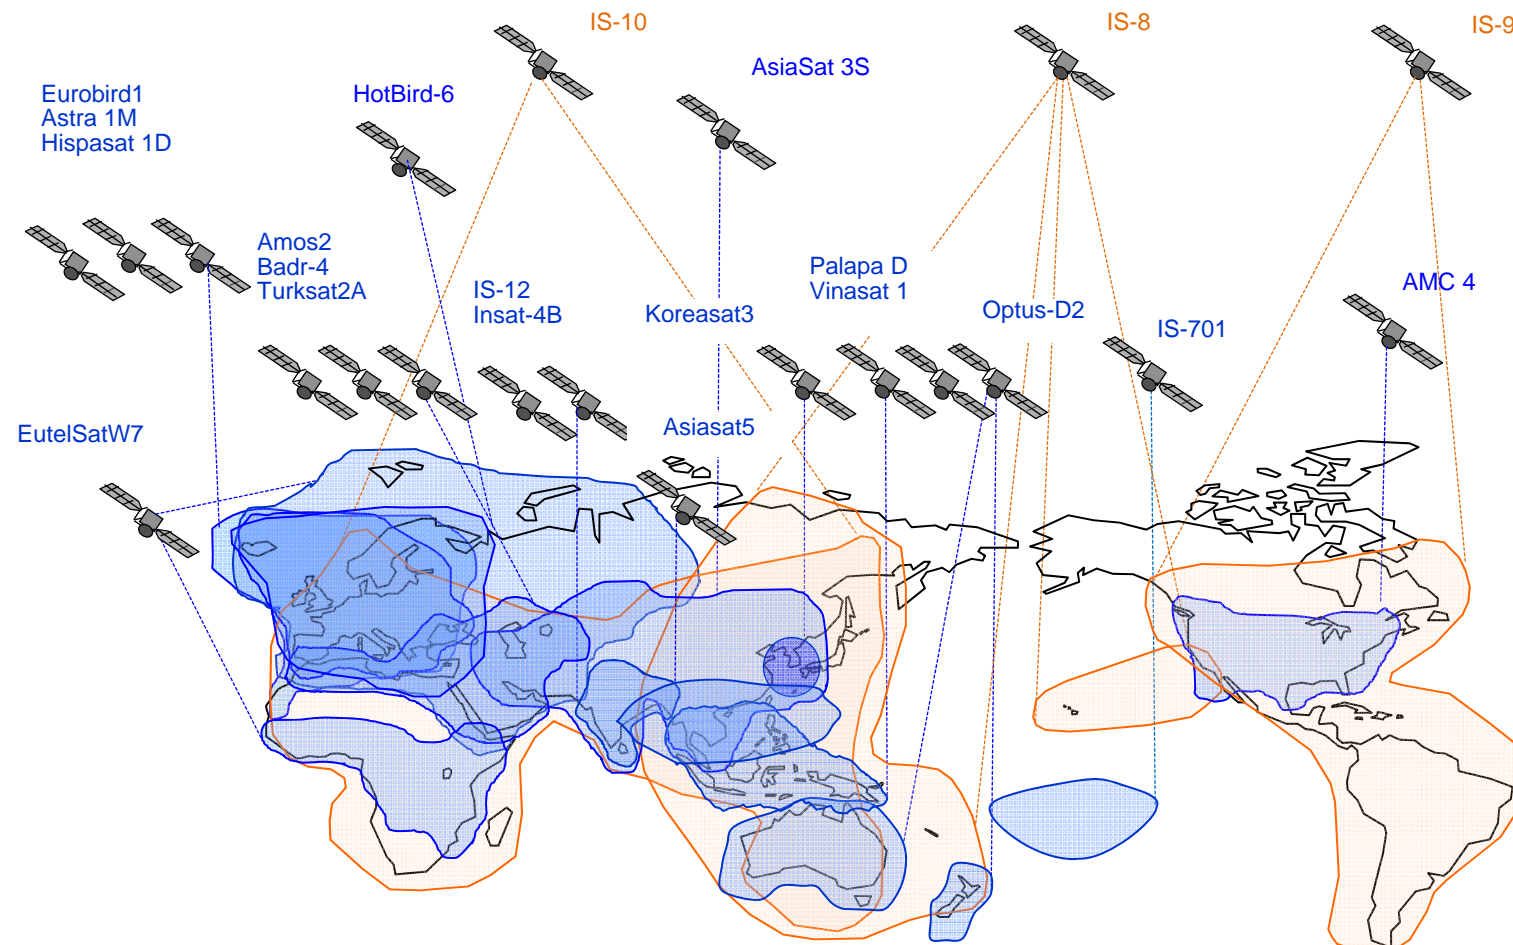 IS-10
IS-8
IS-9
AsiaSat 3S
HotBird-6
Eurobird1
Astra 1M
Hispasat 1D
Amos2
Badr-4
Turksat2A
IS-12
Insat-4B
Koreasat3
Palapa D
Vinasat 1
Optus-D2
IS-701
AMC 4
EutelSatW7
Asiasat5